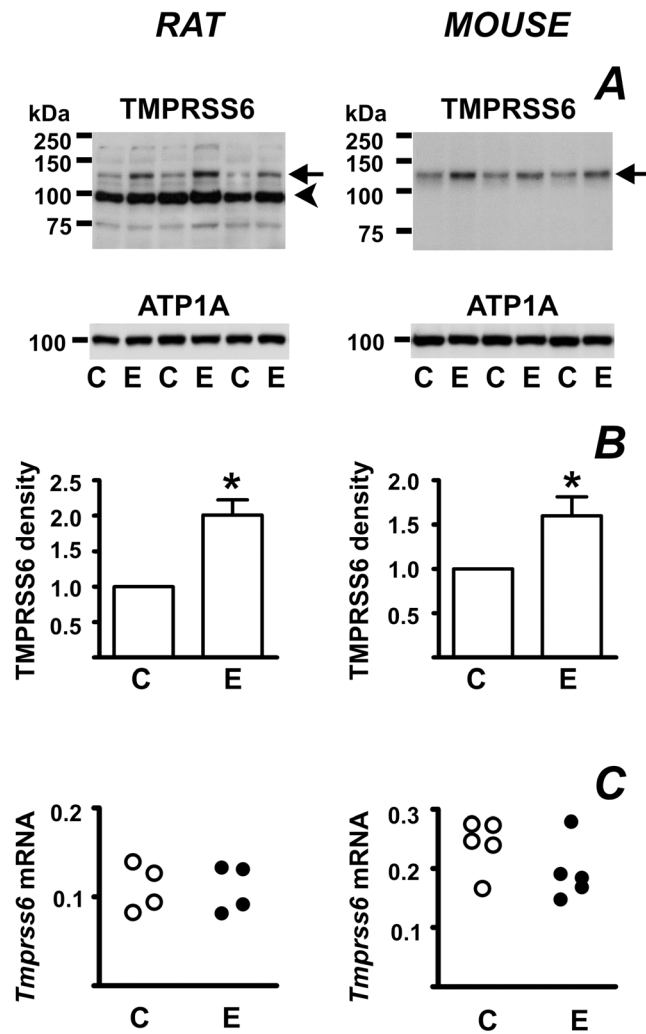 RAT MOUSE
A
TMPRSS6 TMPRSS6
kDa kDa
250 250
150 150
100 100
75 75
ATP1A ATP1A
100 100
C E C E C E C E C E C E
B
TMPRSS6 density TMPRSS6 density
2.5 2.0
2.0 1.5
1.5 1.0
1.0 0.5
0.5
* *
C E C E
C
Tmprss6 mRNA Tmprss6 mRNA
0.2 0.3
0.1 0.2
0.1
C E C E